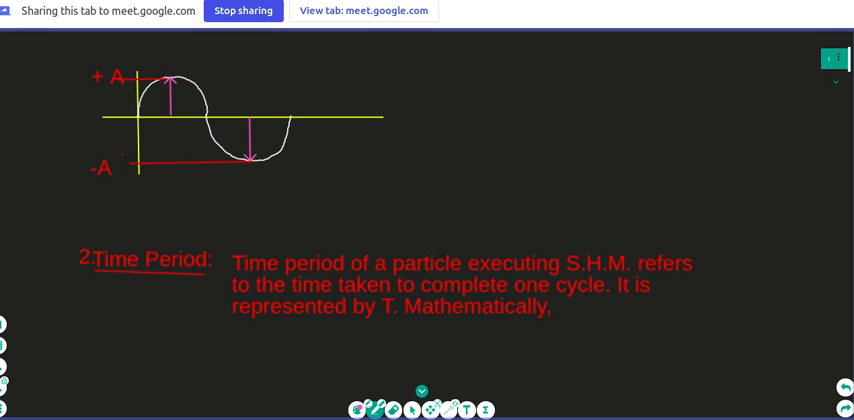 Sharing this tab to meet.google.com
Stop sharing
View tab: meet.google.com
1
+ A
-A
2.Time Period:
Time period of a particle executing S.H.M. refers
to the time taken to complete one cycle. It is
represented by T. Mathematically,
T
Σ